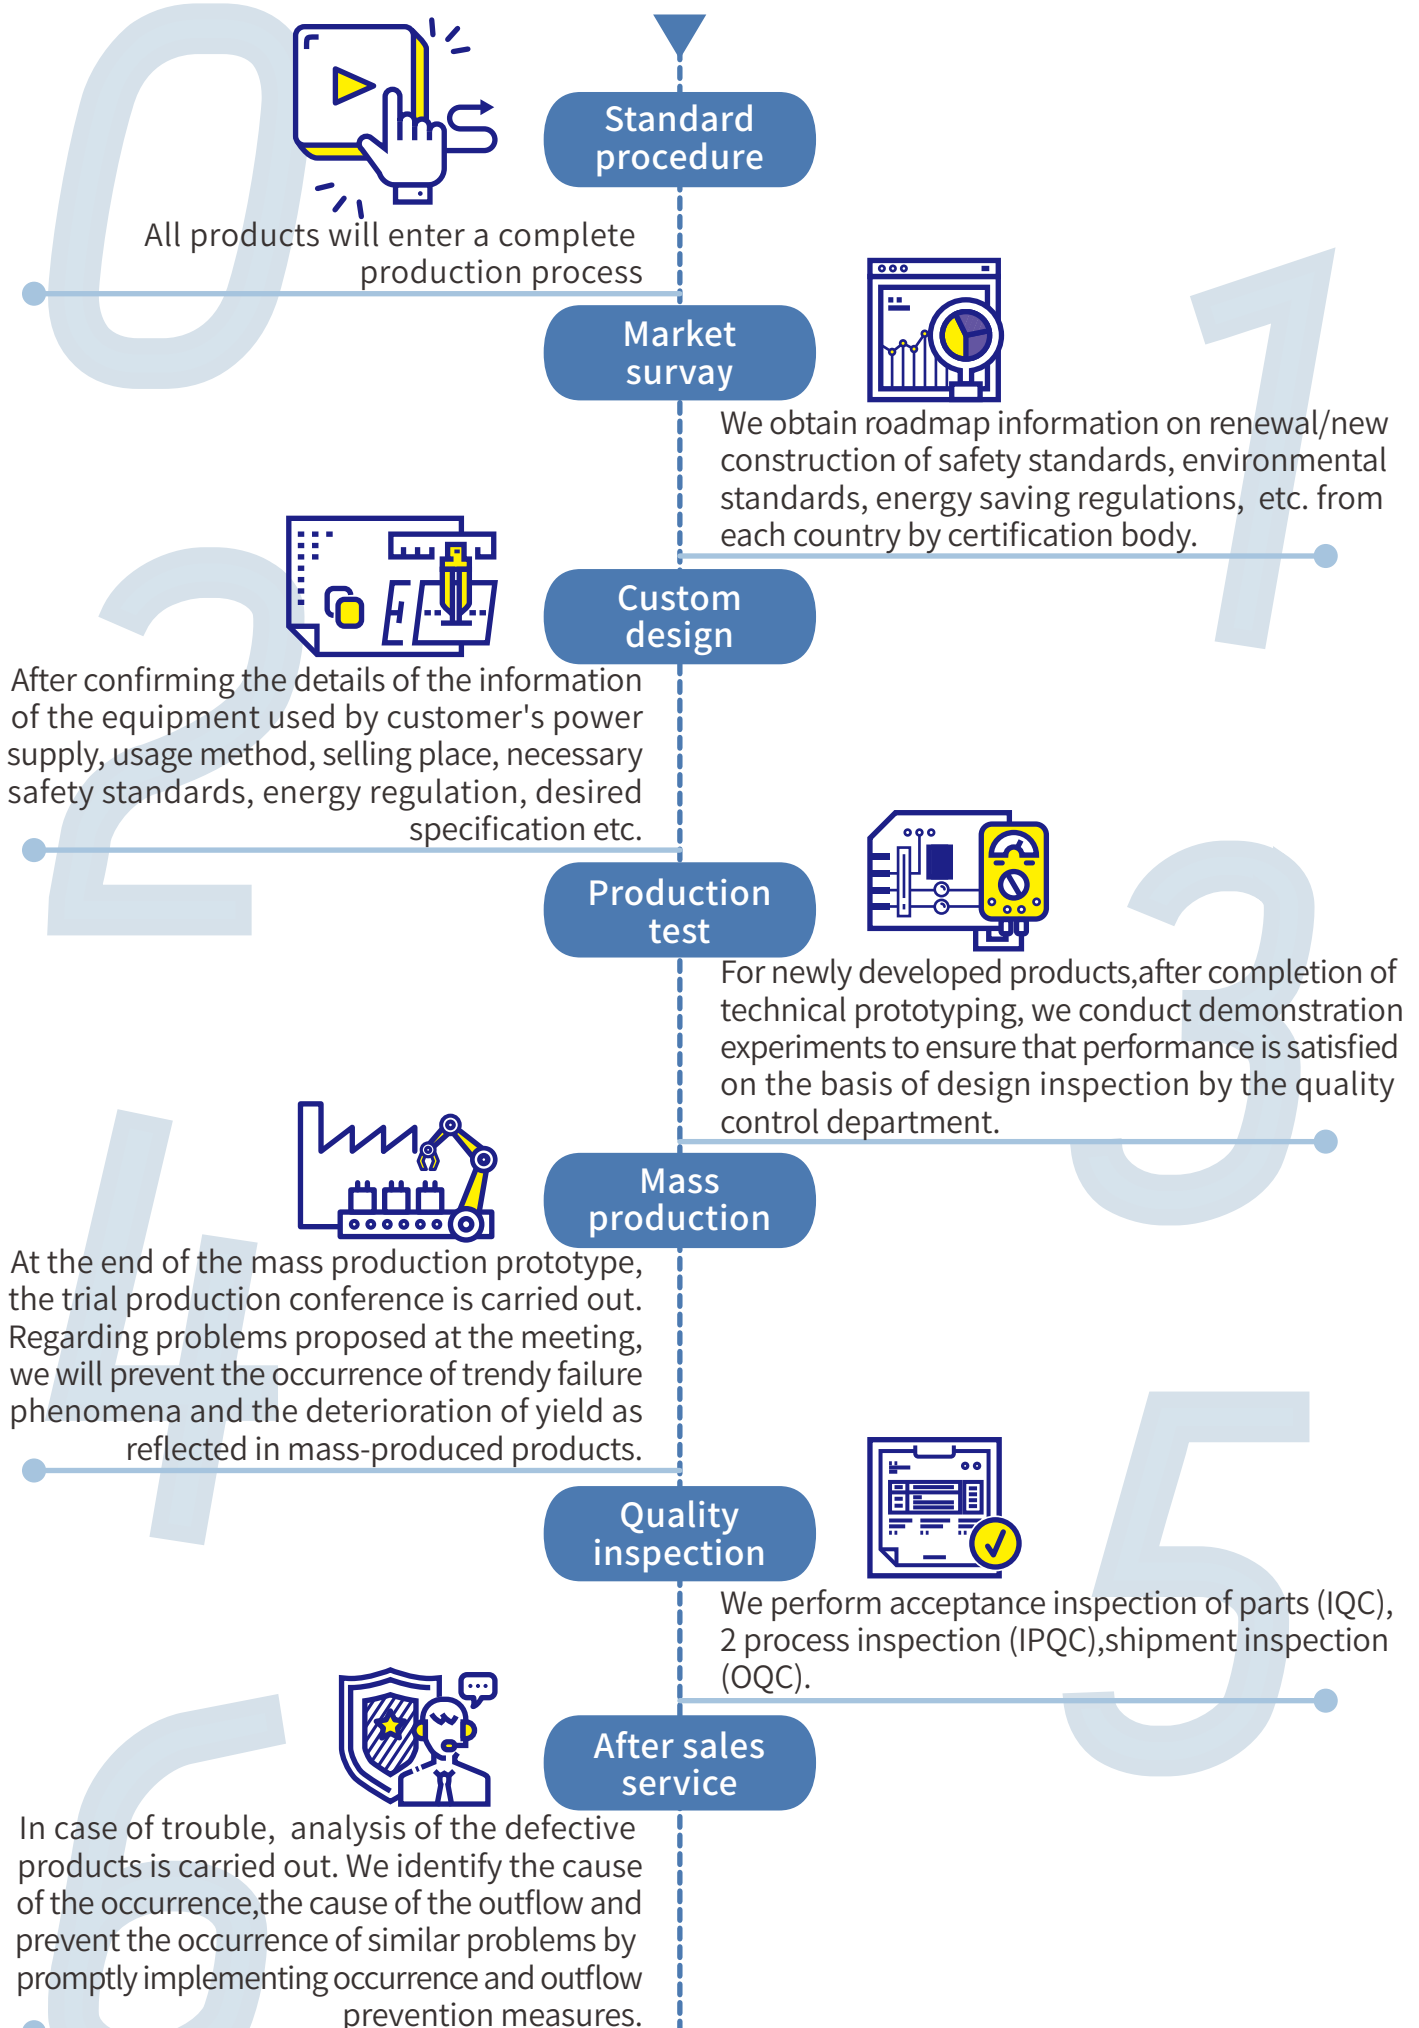 0
Standard
procedure
All products will enter a complete
production process
1
Market
survay
We obtain roadmap information on renewal/new
construction of safety standards, environmental
standards, energy saving regulations, etc. from
each country by certification body.
2
Custom
design
After confirming the details of the information
of the equipment used by customer's power
supply, usage method, selling place, necessary
safety standards, energy regulation, desired
specification etc.
3
Production
test
For newly developed products,after completion of
technical prototyping, we conduct demonstration
experiments to ensure that performance is satisfied
on the basis of design inspection by the quality
control department.
4
Mass
production
At the end of the mass production prototype,
the trial production conference is carried out.
Regarding problems proposed at the meeting,
we will prevent the occurrence of trendy failure
phenomena and the deterioration of yield as
reflected in mass-produced products.
5
Quality
inspection
We perform acceptance inspection of parts (IQC),
2 process inspection (IPQC),shipment inspection
(OQC).
6
After sales
service
In case of trouble, analysis of the defective
products is carried out. We identify the cause
of the occurrence,the cause of the outflow and
prevent the occurrence of similar problems by
promptly implementing occurrence and outflow
prevention measures.